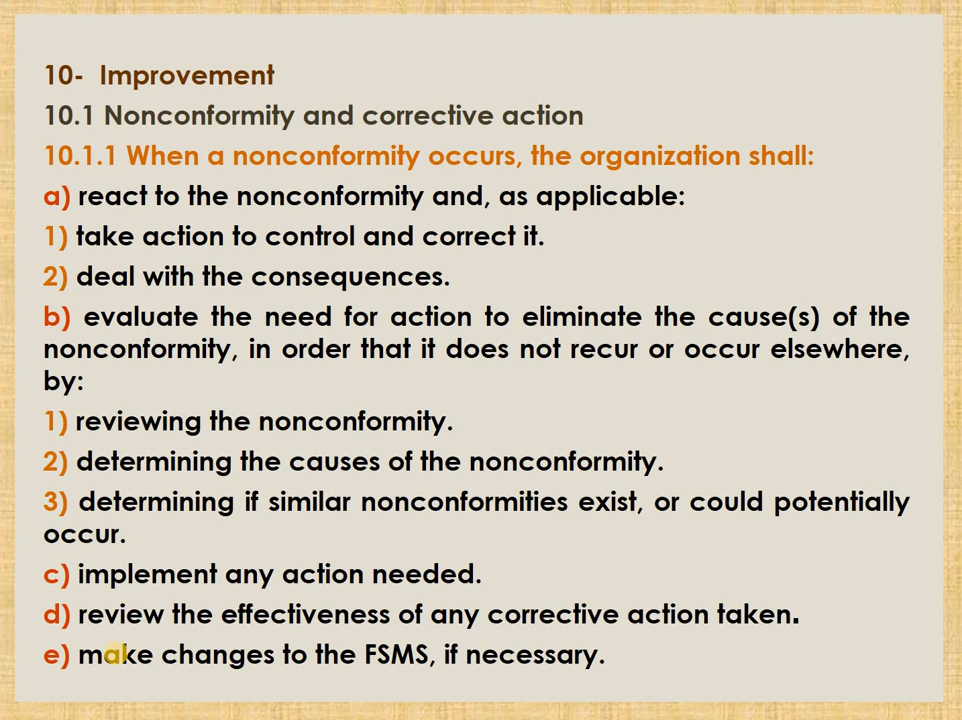 10-  Improvement
10.1 Nonconformity and corrective action
10.1.1 When a nonconformity occurs, the organization shall:
a) react to the nonconformity and, as applicable:
1) take action to control and correct it.
2) deal with the consequences.
b) evaluate the need for action to eliminate the cause(s) of the
nonconformity, in order that it does not recur or occur elsewhere,
by:
1) reviewing the nonconformity.
2) determining the causes of the nonconformity.
3) determining if similar nonconformities exist, or could potentially
occur.
c) implement any action needed.
d) review the effectiveness of any corrective action taken.
e) make changes to the FSMS, if necessary.